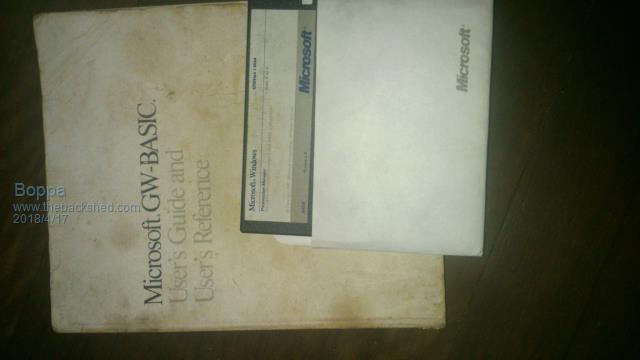 Microsoft® GW-BASIC®
User's Guide and
User's Reference
Microsoft® Windows
Microsoft®
Microsoft®
Boppa
www.thebackshed.com
2018/4/17